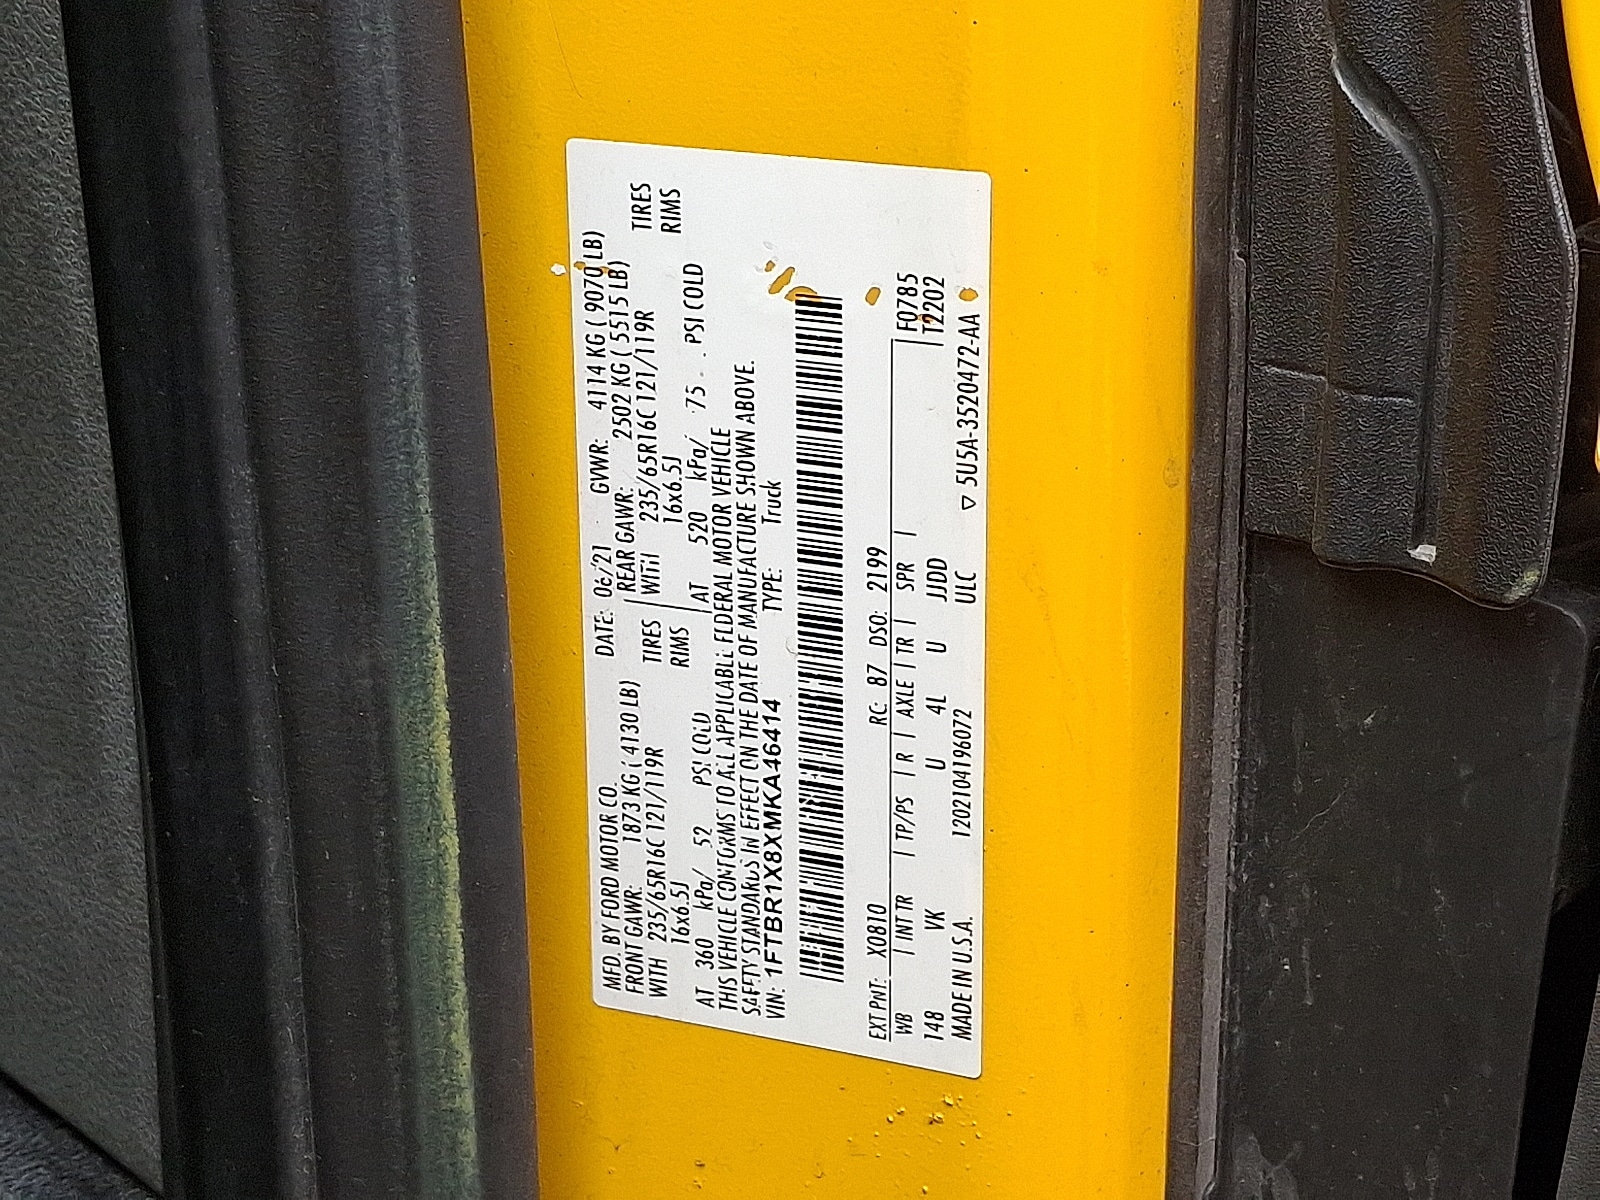 MFD. BY FORD MOTOR CO. DATE: 06/21 GVWR: 4114 KG ( 9070 LB)
FRONT GAWR: 1873 KG ( 4130 LB) REAR GAWR: 2502 KG ( 5515 LB)
WITH 235/65R16C 121/119R TIRES WITH 235/65R16C 121/119R TIRES
16x6.5J RIMS 16x6.5J RIMS
AT 360 kPa/ 52 PSI COLD AT 520 kPa/ 75 PSI COLD
THIS VEHICLE CONFORMS TO ALL APPLICABLE FEDERAL MOTOR VEHICLE
SAFETY STANDARDS IN EFFECT ON THE DATE OF MANUFACTURE SHOWN ABOVE.
VIN: 1FTBR1X8XMKA46414 TYPE: Truck
EXT PNT: X0810 RC: 87 DSO: 2199 F0785
WB | INT TR | TP/PS | R | AXLE | TR | SPR | T2202
148 VK U 4L U JJDD
MADE IN U.S.A. 120210419607​2 ULC ▽ 5U5A-3520472-AA